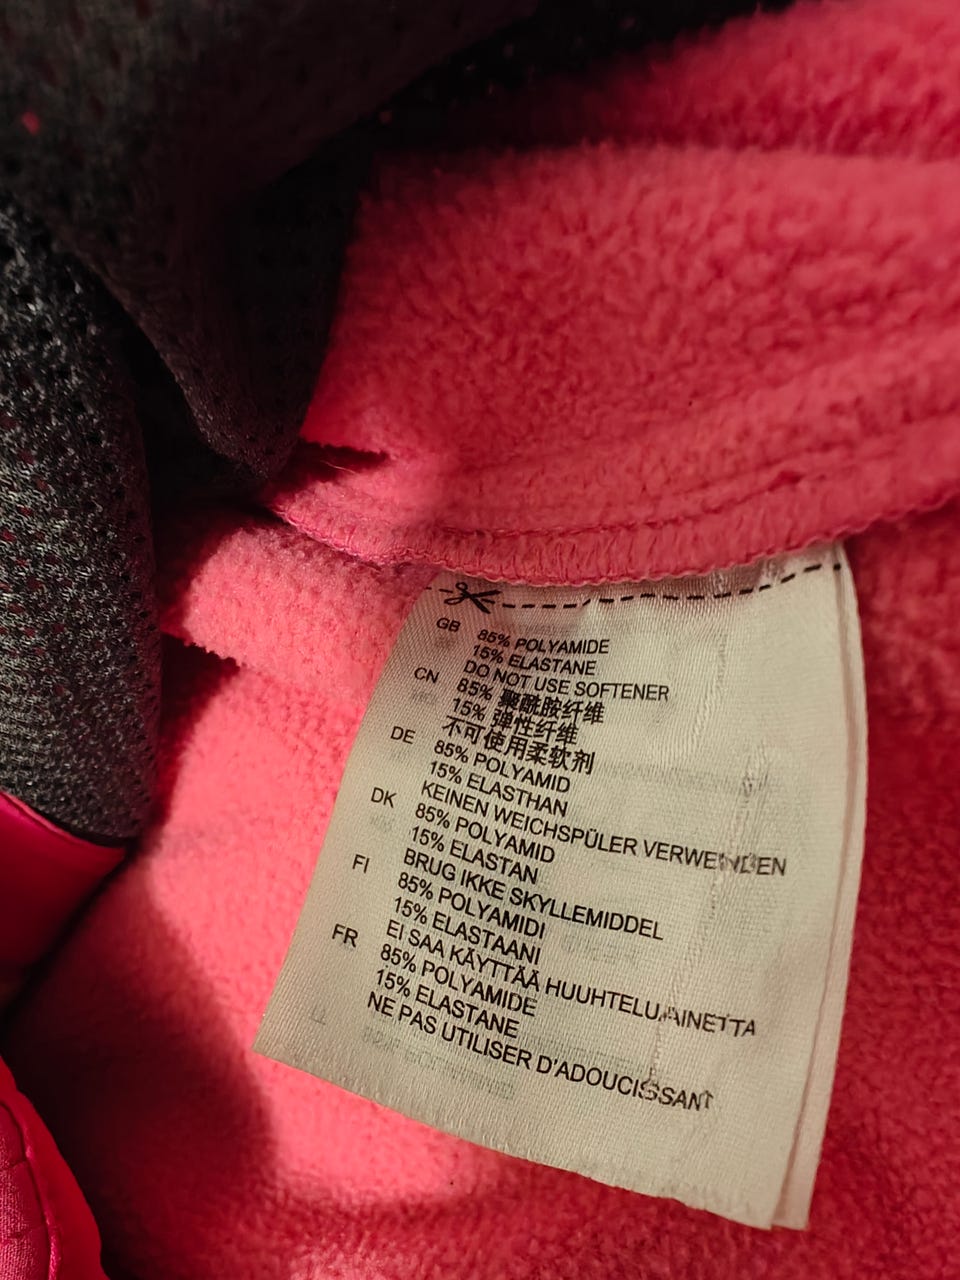 GB 85% POLYAMIDE
15% ELASTANE
DO NOT USE SOFTENER
CN 85% 聚酰胺纤维
15% 弹性纤维
不可使用柔软剂
DE 85% POLYAMID
15% ELASTHAN
KEINEN WEICHSPÜLER VERWENDEN
DK 85% POLYAMID
15% ELASTAN
BRUG IKKE SKYLLEMIDDEL
FI 85% POLYAMIDI
15% ELASTAANI
EI SAA KÄYTTÄÄ HUUHTELUAINETTA
FR 85% POLYAMIDE
15% ELASTANE
NE PAS UTILISER D'ADOUCISSANT